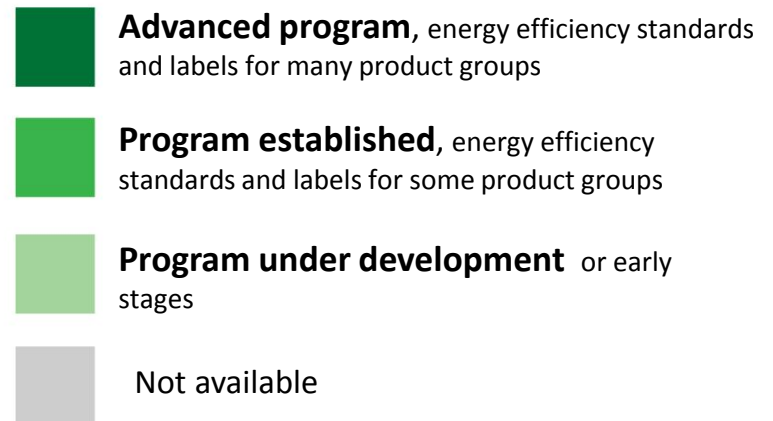 Advanced program, energy efficiency standards
and labels for many product groups
Program established, energy efficiency
standards and labels for some product groups
Program under development or early
stages
Not available